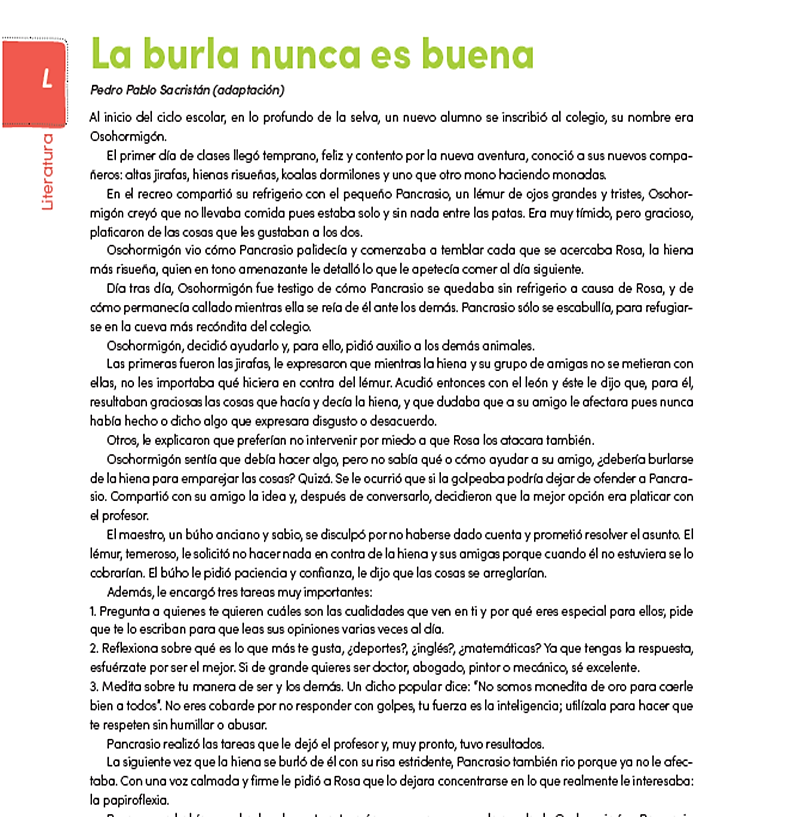 La burla nunca es buena
L
Pedro Pablo Sacristán (adaptación)
Literatura
Al inicio del ciclo escolar, en lo profundo de la selva, un nuevo alumno se inscribió al colegio, su nombre era
Osohormigón.
El primer día de clases llegó temprano, feliz y contento por la nueva aventura, conoció a sus nuevos compa-
ñeros: altas jirafas, hienas risueñas, koalas dormilones y uno que otro mono haciendo monadas.
En el recreo compartió su refrigerio con el pequeño Pancrasio, un lémur de ojos grandes y tristes, Osohor-
migón creyó que no llevaba comida pues estaba solo y sin nada entre las patas. Era muy tímido, pero gracioso,
platicaron de las cosas que les gustaban a los dos.
Osohormigón vio cómo Pancrasio palidecía y comenzaba a temblar cada que se acercaba Rosa, la hiena
más risueña, quien en tono amenazante le detalló lo que le apetecía comer al día siguiente.
Día tras día, Osohormigón fue testigo de cómo Pancrasio se quedaba sin refrigerio a causa de Rosa, y de
cómo permanecía callado mientras ella se reía de él ante los demás. Pancrasio sólo se escabullía, para refugiar-
se en la cueva más recóndita del colegio.
Osohormigón, decidió ayudarlo y, para ello, pidió auxilio a los demás animales.
Las primeras fueron las jirafas, le expresaron que mientras la hiena y su grupo de amigas no se metieran con
ellas, no les importaba qué hiciera en contra del lémur. Acudió entonces con el león y éste le dijo que, para él,
resultaban graciosas las cosas que hacía y decía la hiena, y que dudaba que a su amigo le afectara pues nunca
había hecho o dicho algo que expresara disgusto o desacuerdo.
Otros, le explicaron que preferían no intervenir por miedo a que Rosa los atacara también.
Osohormigón sentía que debía hacer algo, pero no sabía qué o cómo ayudar a su amigo, ¿debería burlarse
de la hiena para emparejar las cosas? Quizá. Se le ocurrió que si la golpeaba podría dejar de ofender a Pancra-
sio. Compartió con su amigo la idea y, después de conversarlo, decidieron que la mejor opción era platicar con
el profesor.
El maestro, un búho anciano y sabio, se disculpó por no haberse dado cuenta y prometió resolver el asunto. El
lémur, temeroso, le solicitó no hacer nada en contra de la hiena y sus amigas porque cuando él no estuviera se lo
cobrarían. El búho le pidió paciencia y confianza, le dijo que las cosas se arreglarían.
Además, le encargó tres tareas muy importantes:
1. Pregunta a quienes te quieren cuáles son las cualidades que ven en ti y por qué eres especial para ellos; pide
que te lo escriban para que leas sus opiniones varias veces al día.
2. Reflexiona sobre qué es lo que más te gusta, ¿deportes?, ¿inglés?, ¿matemáticas? Ya que tengas la respuesta,
esfuérzate por ser el mejor. Si de grande quieres ser doctor, abogado, pintor o mecánico, sé excelente.
3. Medita sobre tu manera de ser y los demás. Un dicho popular dice: "No somos monedita de oro para caerle
bien a todos". No eres cobarde por no responder con golpes, tu fuerza es la inteligencia; utilízala para hacer que
te respeten sin humillar o abusar.
Pancrasio realizó las tareas que le dejó el profesor y, muy pronto, tuvo resultados.
La siguiente vez que la hiena se burló de él con su risa estridente, Pancrasio también rio porque ya no le afec-
taba. Con una voz calmada y firme le pidió a Rosa que lo dejara concentrarse en lo que realmente le interesaba:
la papiroflexia.